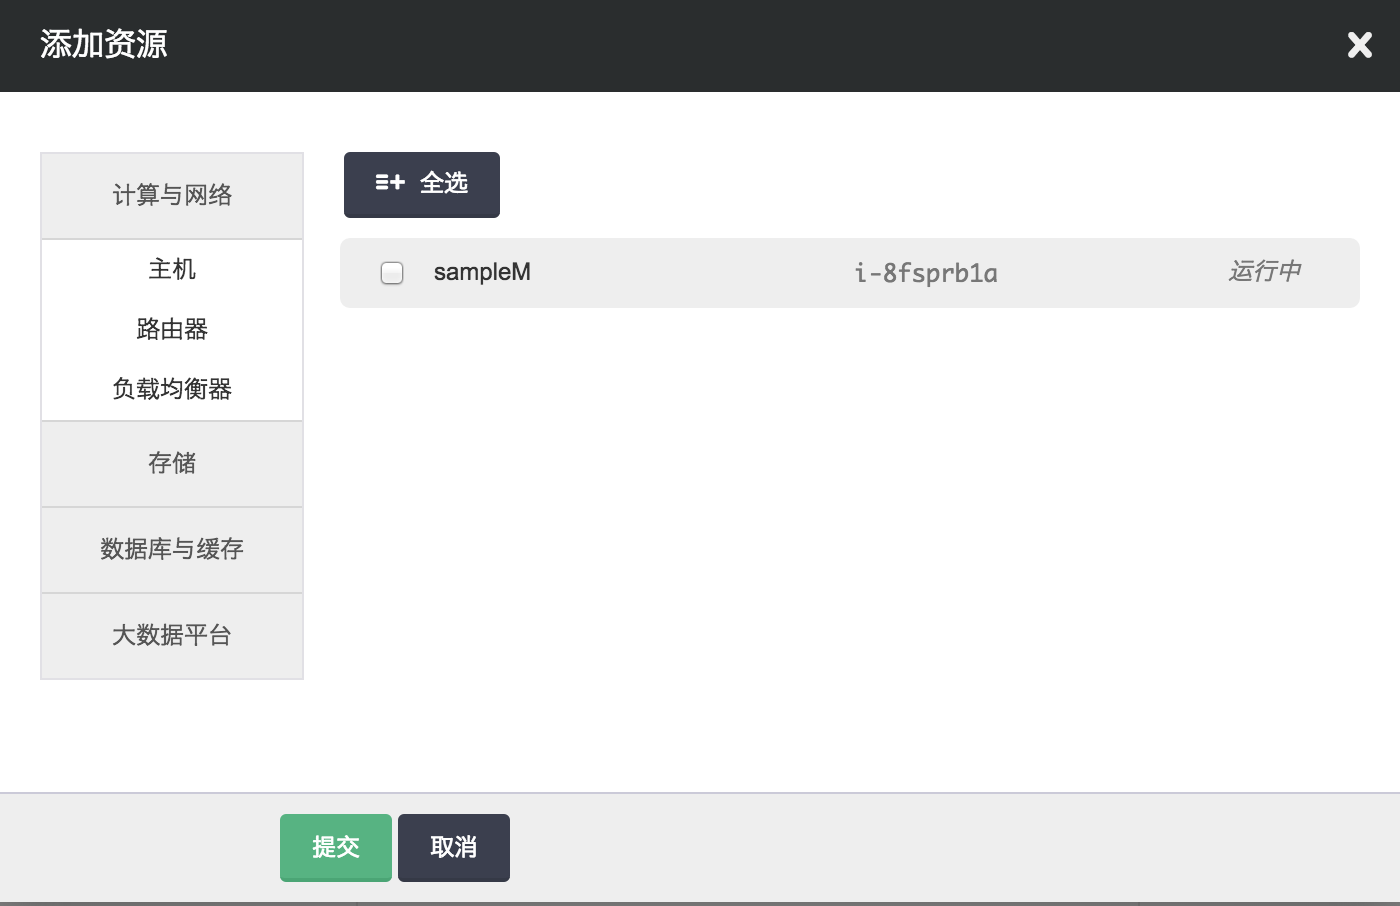 添加资源
计算与网络
主机
路由器
负载均衡器
存储
数据库与缓存
大数据平台
全选
sampleM i-8fsprb1a 运行中
提交 取消